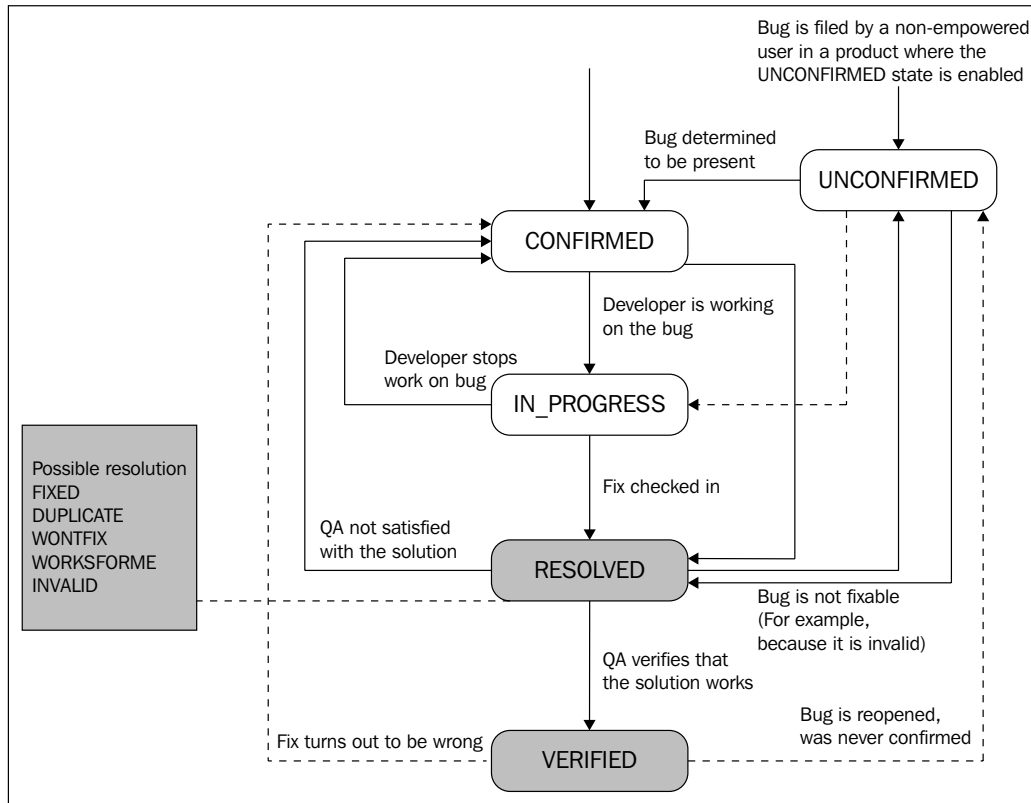 Bug is filed by a non-empowered
user in a product where the
UNCONFIRMED state is enabled
Bug determined
to be present
UNCONFIRMED
CONFIRMED
Developer is working
on the bug
Developer stops
work on bug
IN_PROGRESS
Possible resolution
FIXED
DUPLICATE
WONTFIX
WORKSFORME
INVALID
Fix checked in
QA not satisfied
with the solution
RESOLVED
Bug is not fixable
(For example,
because it is invalid)
QA verifies that
the solution works
Bug is reopened,
was never confirmed
Fix turns out to be wrong
VERIFIED